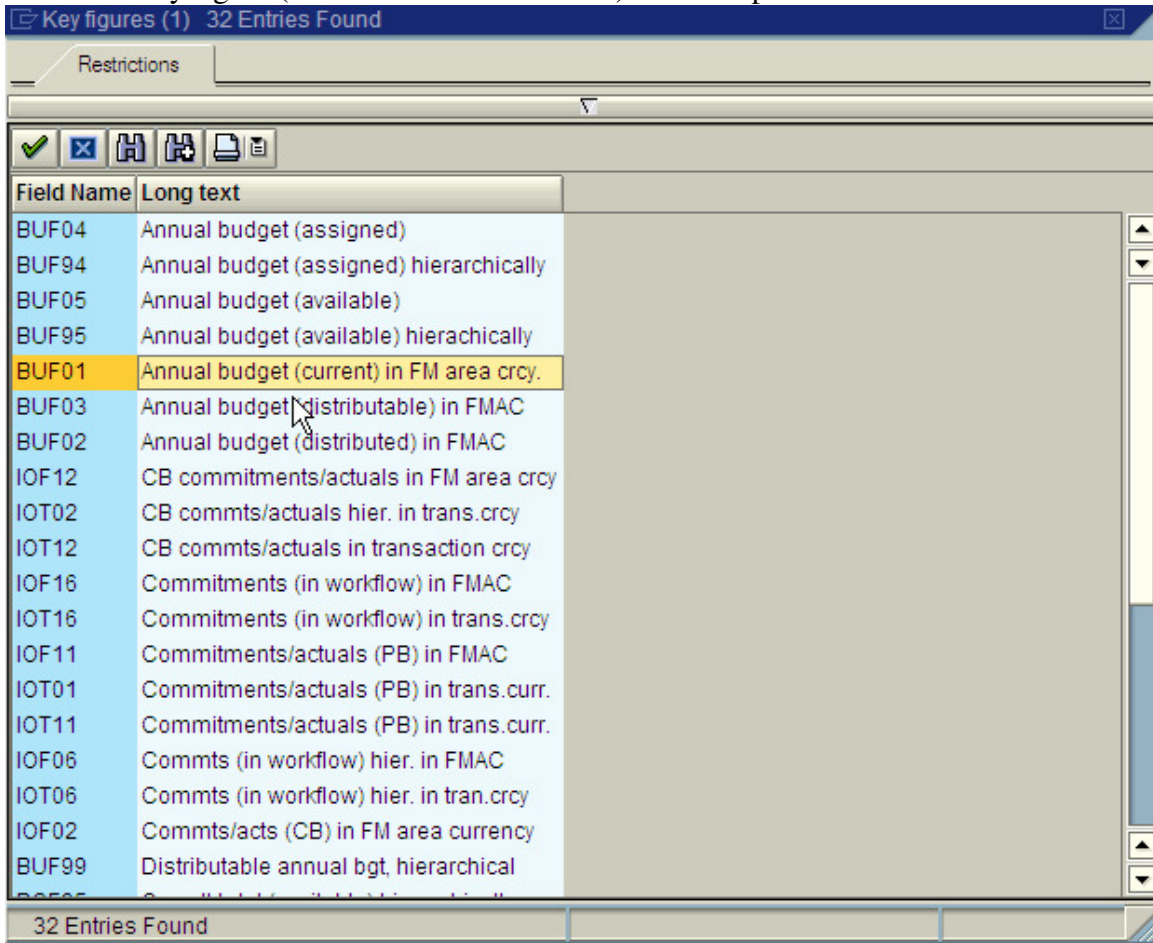 Key figures (1) 32 Entries Found
Restrictions
Field Name Long text
BUF04 Annual budget (assigned)
BUF94 Annual budget (assigned) hierarchically
BUF05 Annual budget (available)
BUF95 Annual budget (available) hierachically
BUF01 Annual budget (current) in FM area crcy.
BUF03 Annual budget (distributable) in FMAC
BUF02 Annual budget (distributed) in FMAC
IOF12 CB commitments/actuals in FM area crcy
IOT02 CB commts/actuals hier. in trans.crcy
IOT12 CB commts/actuals in transaction crcy
IOF16 Commitments (in workflow) in FMAC
IOT16 Commitments (in workflow) in trans.crcy
IOF11 Commitments/actuals (PB) in FMAC
IOT01 Commitments/actuals (PB) in trans.curr.
IOT11 Commitments/actuals (PB) in trans.curr.
IOF06 Commts (in workflow) hier. in FMAC
IOT06 Commts (in workflow) hier. in tran.crcy
IOF02 Commts/acts (CB) in FM area currency
BUF99 Distributable annual bgt, hierarchical
32 Entries Found